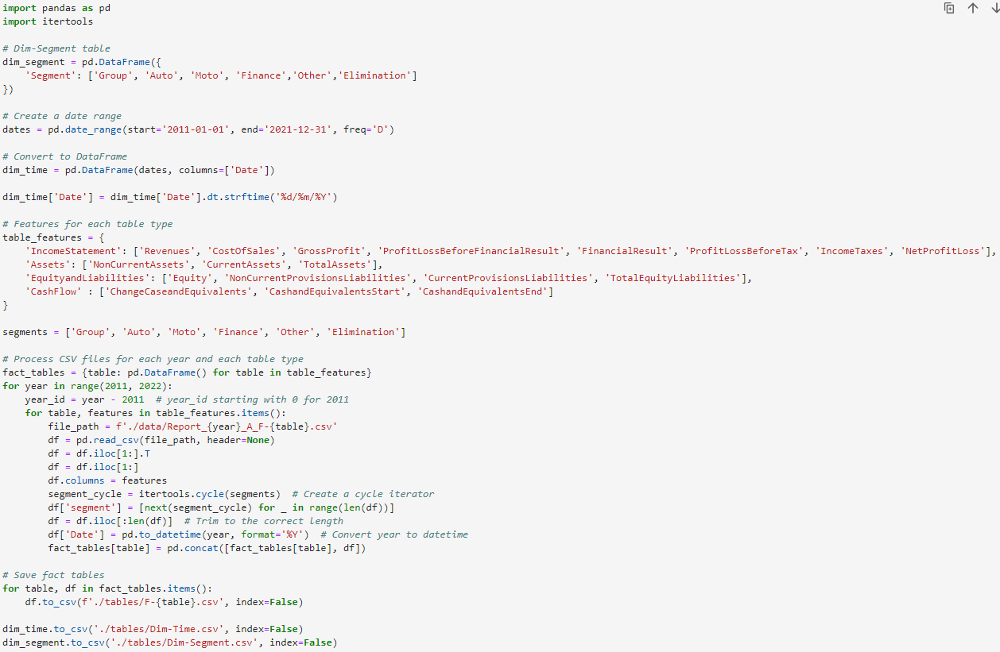 import pandas as pd
import itertools
# Dim-Segment table
dim_segment = pd.DataFrame({
    'Segment': ['Group', 'Auto', 'Moto', 'Finance','Other','Elimination']
})
# Create a date range
dates = pd.date_range(start='2011-01-01', end='2021-12-31', freq='D')
# Convert to DataFrame
dim_time = pd.DataFrame(dates, columns=['Date'])
dim_time['Date'] = dim_time['Date'].dt.strftime('%d/%m/%Y')
# Features for each table type
table_features = {
    'IncomeStatement': ['Revenues', 'CostOfSales', 'GrossProfit', 'ProfitLossBeforeFinancialResult', 'FinancialResult', 'ProfitLossBeforeTax', 'IncomeTaxes', 'NetProfitLoss'],
    'Assets': ['NonCurrentAssets', 'CurrentAssets', 'TotalAssets'],
    'EquityandLiabilities': ['Equity', 'NonCurrentProvisionsLiabilities', 'CurrentProvisionsLiabilities', 'TotalEquityLiabilities'],
    'CashFlow' : ['ChangeCaseandEquivalents', 'CashandEquivalentsStart', 'CashandEquivalentsEnd']
}
segments = ['Group', 'Auto', 'Moto', 'Finance', 'Other', 'Elimination']
# Process CSV files for each year and each table type
fact_tables = {table: pd.DataFrame() for table in table_features}
for year in range(2011, 2022):
    year_id = year - 2011  # year_id starting with 0 for 2011
    for table, features in table_features.items():
        file_path = f'./data/Report_{year}_A_F-{table}.csv'
        df = pd.read_csv(file_path, header=None)
        df = df.iloc[1:].T
        df = df.iloc[1:]
        df.columns = features
        segment_cycle = itertools.cycle(segments)  # Create a cycle iterator
        df['segment'] = [next(segment_cycle) for _ in range(len(df))]
        df = df.iloc[:len(df)]  # Trim to the correct length
        df['Date'] = pd.to_datetime(year, format='%Y')  # Convert year to datetime
        fact_tables[table] = pd.concat([fact_tables[table], df])
# Save fact tables
for table, df in fact_tables.items():
    df.to_csv(f'./tables/F-{table}.csv', index=False)
dim_time.to_csv('./tables/Dim-Time.csv', index=False)
dim_segment.to_csv('./tables/Dim-Segment.csv', index=False)